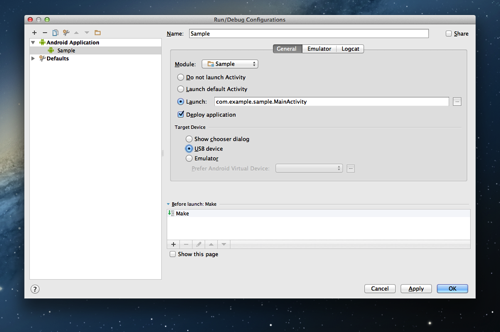 Run/Debug Configurations
Name: Sample
Share
Android Application
Sample
Defaults
General Emulator Logcat
Module: Sample
Do not launch Activity
Launch default Activity
Launch: com.example.sample.MainActivity
Deploy application
Target Device
Show chooser dialog
USB device
Emulator
Prefer Android Virtual Device:
Before launch: Make
Make
Show this page
? Cancel Apply OK